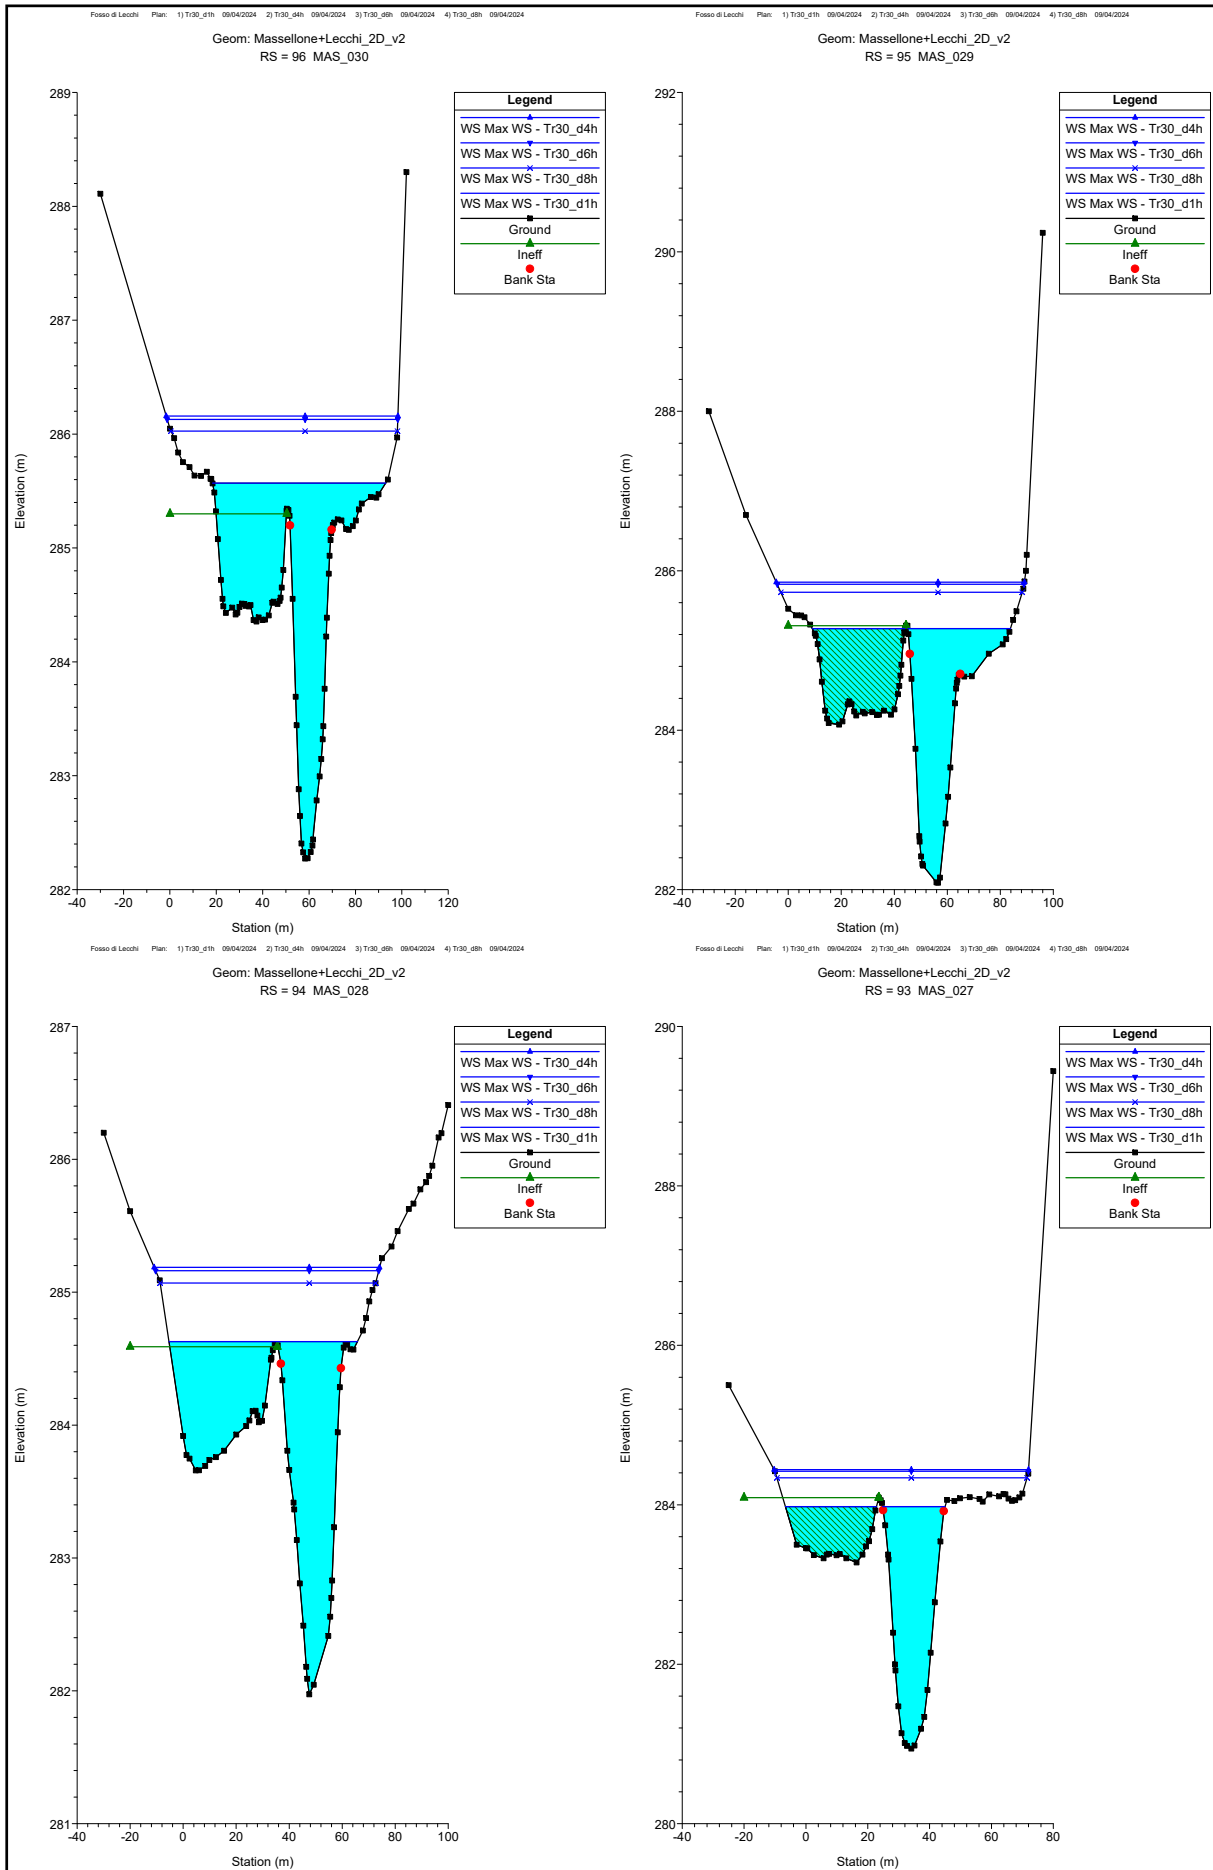 Fosso di Lecchi Plan: 1) Tr30_d1h 09/04/2024 2) Tr30_d4h 09/04/2024 3) Tr30_d6h 09/04/2024 4) Tr30_d8h 09/04/2024
Geom: Massellone+Lecchi_2D_v2
RS = 96 MAS_030
289
288
287
286
285
284
283
282
-40 -20 0 20 40 60 80 100 120
Elevation (m)
Station (m)
Legend
WS Max WS - Tr30_d4h
WS Max WS - Tr30_d6h
WS Max WS - Tr30_d8h
WS Max WS - Tr30_d1h
Ground
Ineff
Bank Sta
Fosso di Lecchi Plan: 1) Tr30_d1h 09/04/2024 2) Tr30_d4h 09/04/2024 3) Tr30_d6h 09/04/2024 4) Tr30_d8h 09/04/2024
Geom: Massellone+Lecchi_2D_v2
RS = 95 MAS_029
292
290
288
286
284
282
-40 -20 0 20 40 60 80 100
Elevation (m)
Station (m)
Legend
WS Max WS - Tr30_d4h
WS Max WS - Tr30_d6h
WS Max WS - Tr30_d8h
WS Max WS - Tr30_d1h
Ground
Ineff
Bank Sta
Fosso di Lecchi Plan: 1) Tr30_d1h 09/04/2024 2) Tr30_d4h 09/04/2024 3) Tr30_d6h 09/04/2024 4) Tr30_d8h 09/04/2024
Geom: Massellone+Lecchi_2D_v2
RS = 94 MAS_028
287
286
285
284
283
282
281
-40 -20 0 20 40 60 80 100
Elevation (m)
Station (m)
Legend
WS Max WS - Tr30_d4h
WS Max WS - Tr30_d6h
WS Max WS - Tr30_d8h
WS Max WS - Tr30_d1h
Ground
Ineff
Bank Sta
Fosso di Lecchi Plan: 1) Tr30_d1h 09/04/2024 2) Tr30_d4h 09/04/2024 3) Tr30_d6h 09/04/2024 4) Tr30_d8h 09/04/2024
Geom: Massellone+Lecchi_2D_v2
RS = 93 MAS_027
290
288
286
284
282
280
-40 -20 0 20 40 60 80
Elevation (m)
Station (m)
Legend
WS Max WS - Tr30_d4h
WS Max WS - Tr30_d6h
WS Max WS - Tr30_d8h
WS Max WS - Tr30_d1h
Ground
Ineff
Bank Sta